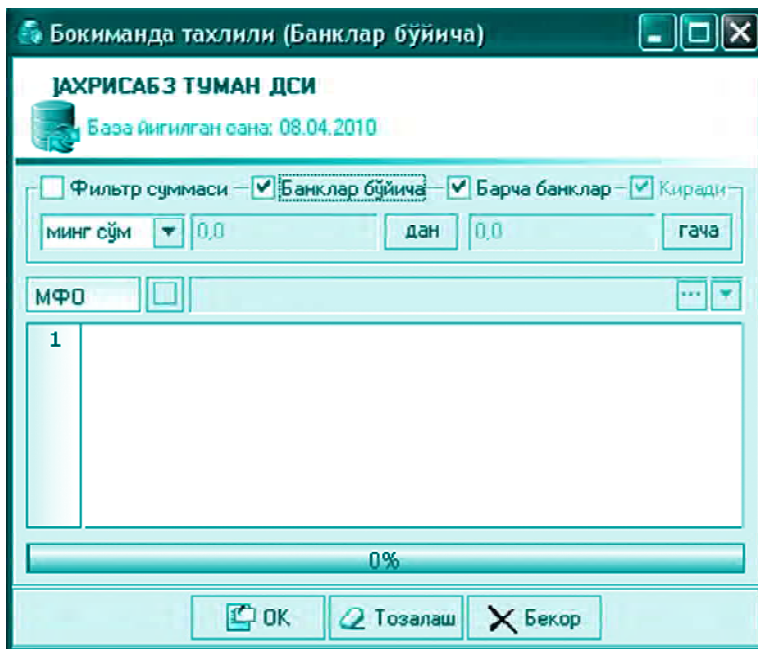 Бокиманда тахлили (Банклар бўйича)
ЈАХРИСАБЗ ТУМАН ДСИ
База йиғилган сана: 08.04.2010
Фильтр суммаси Банклар бўйича Барча банклар Киради
минг сўм 0,0 дан 0,0 гача
МФО ...
1
0%
OK Тозалаш Бекор